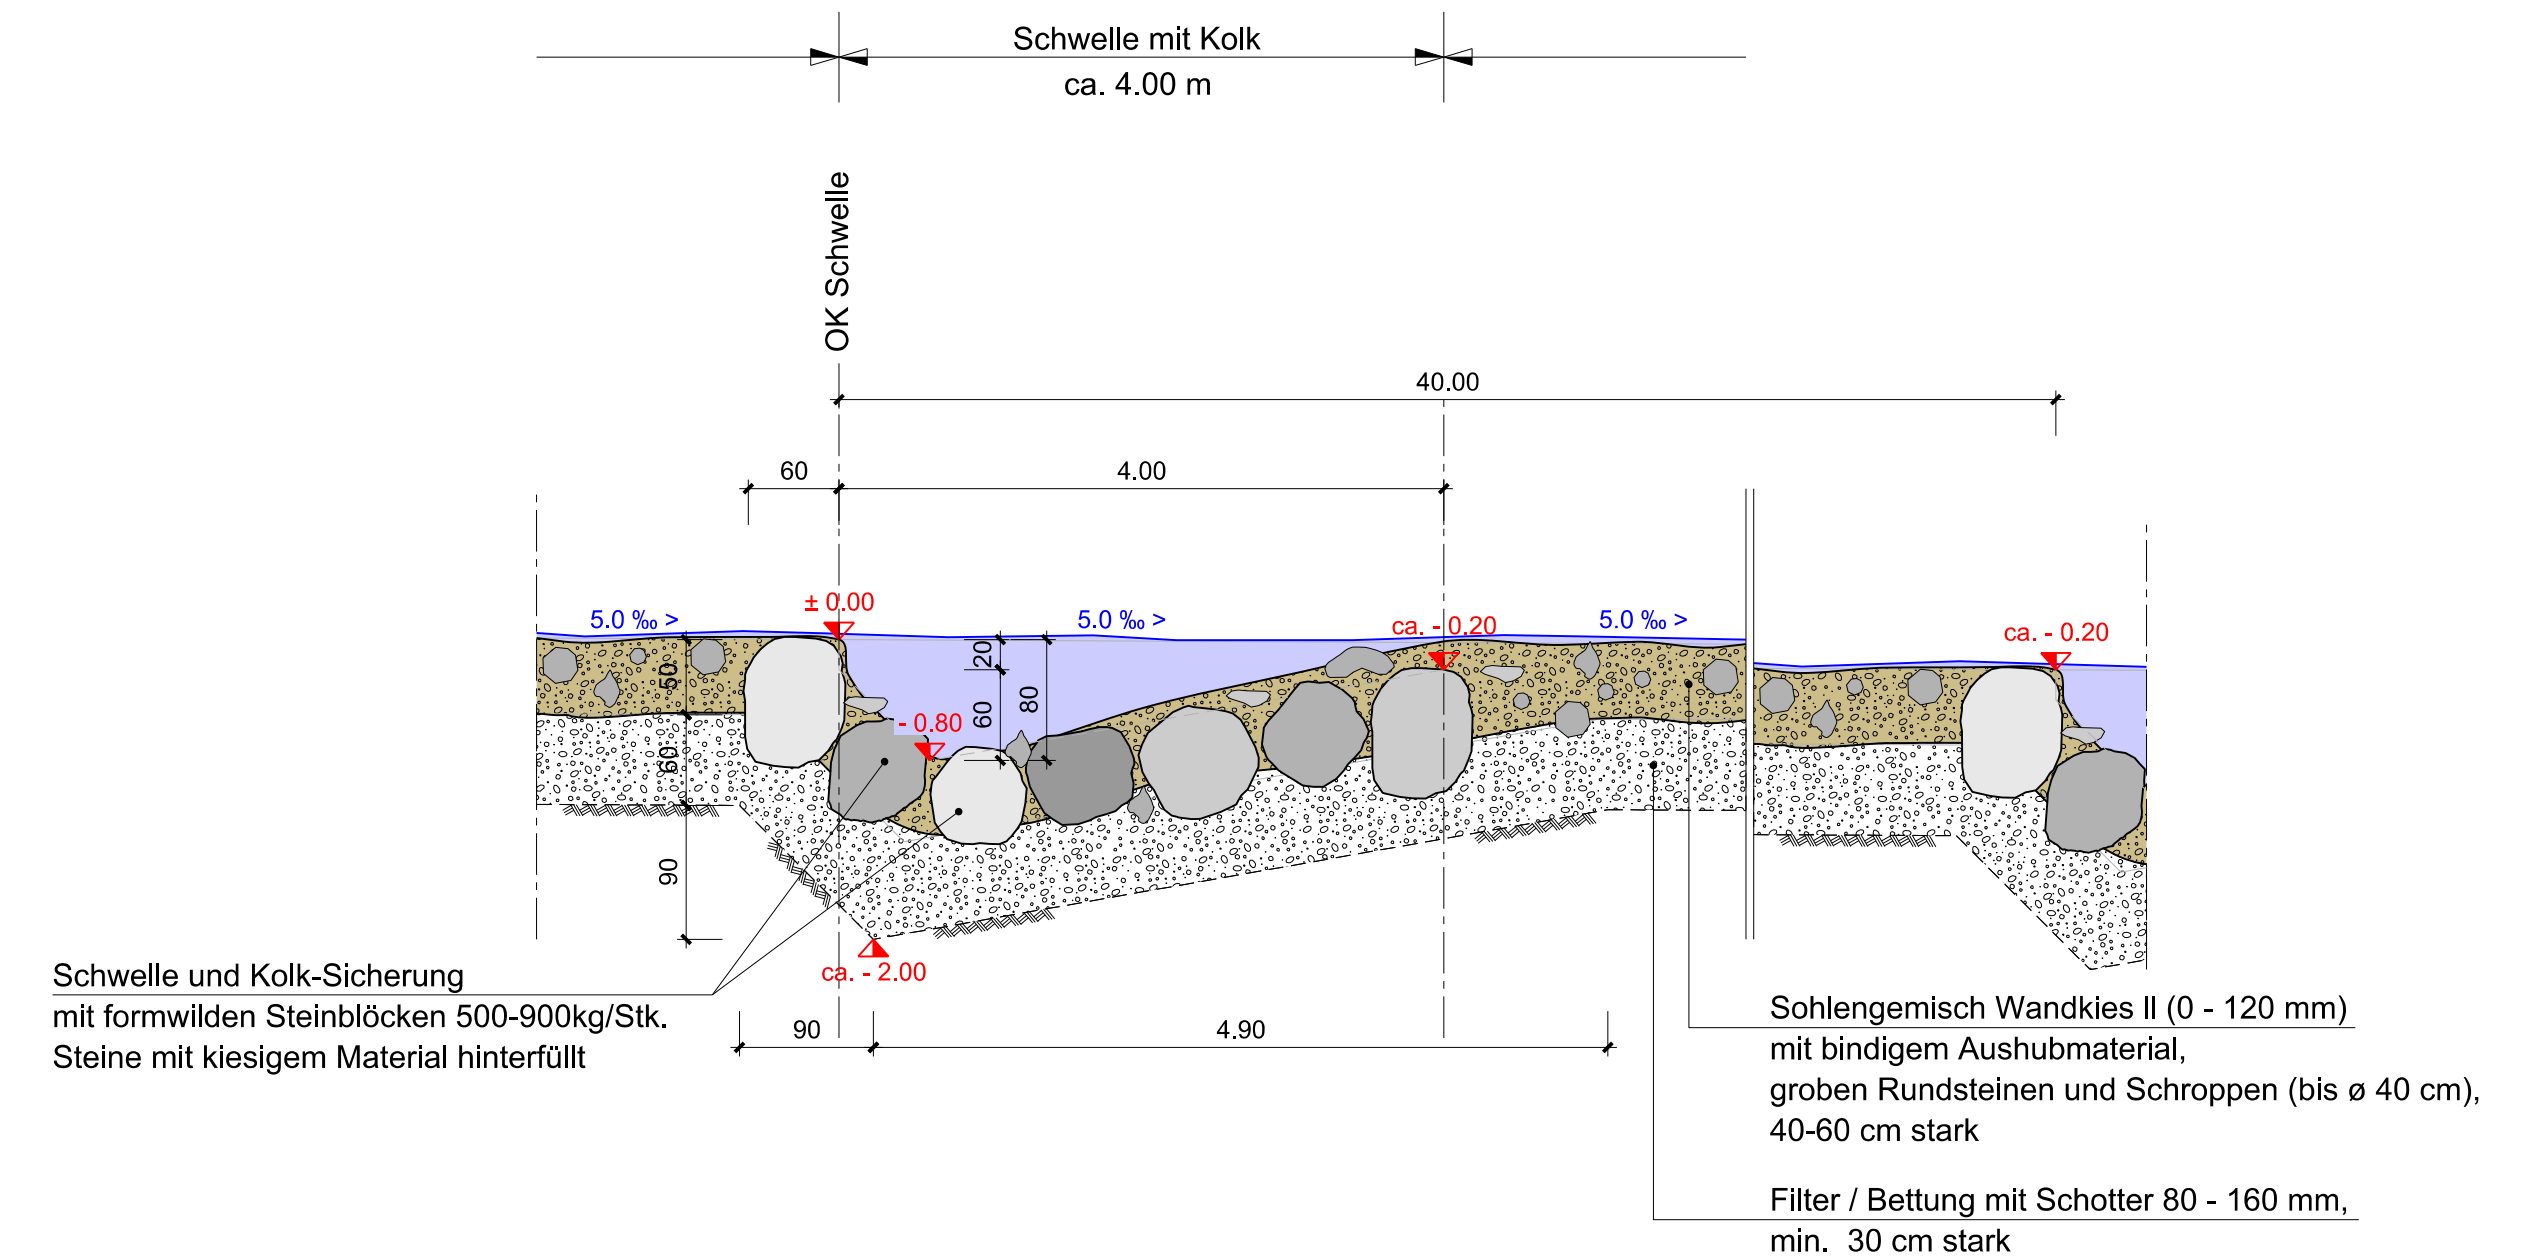 Schwelle mit Kolk
ca. 4.00 m
OK Schwelle
40.00
60
4.00
5.0 ‰ >
± 0.00
5.0 ‰ >
ca. - 0.20
5.0 ‰ >
ca. - 0.20
50
60
90
20
60
80
- 0.80
ca. - 2.00
90
4.90
Schwelle und Kolk-Sicherung
mit formwilden Steinblöcken 500-900kg/Stk.
Steine mit kiesigem Material hinterfüllt
Sohlengemisch Wandkies II (0 - 120 mm)
mit bindigem Aushubmaterial,
groben Rundsteinen und Schroppen (bis ø 40 cm),
40-60 cm stark
Filter / Bettung mit Schotter 80 - 160 mm,
min. 30 cm stark